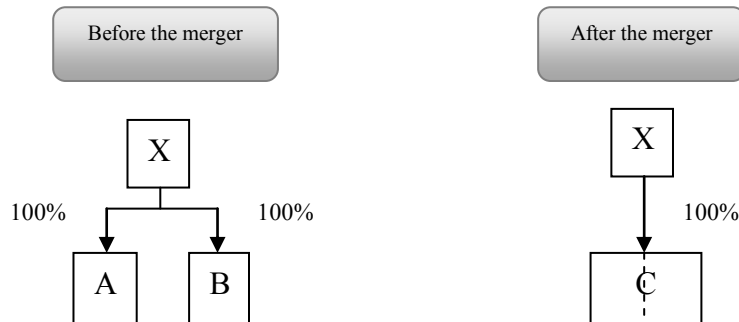 Before the merger
After the merger
X
X
100%
100%
100%
A
B
C